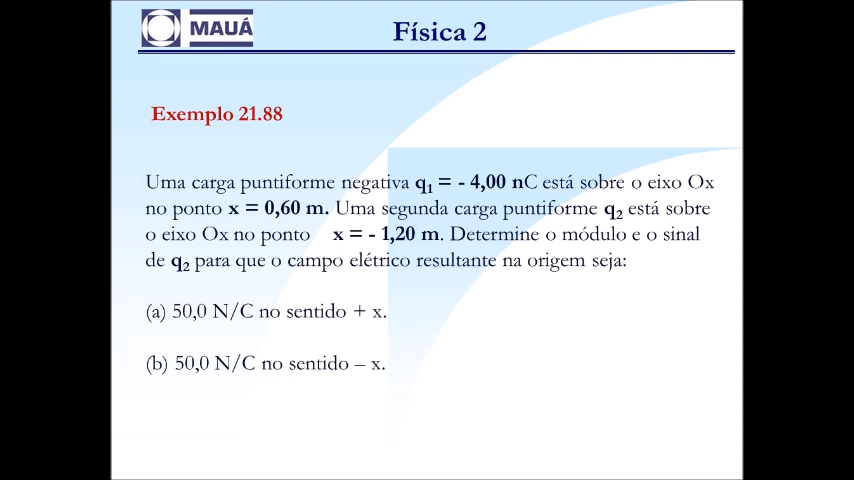 MAUÁ
Física 2
Exemplo 21.88
Uma carga puntiforme negativa q₁ = - 4,00 nC está sobre o eixo Ox
no ponto x = 0,60 m. Uma segunda carga puntiforme q₂ está sobre
o eixo Ox no ponto x = - 1,20 m. Determine o módulo e o sinal
de q₂ para que o campo elétrico resultante na origem seja:
(a) 50,0 N/C no sentido + x.
(b) 50,0 N/C no sentido – x.